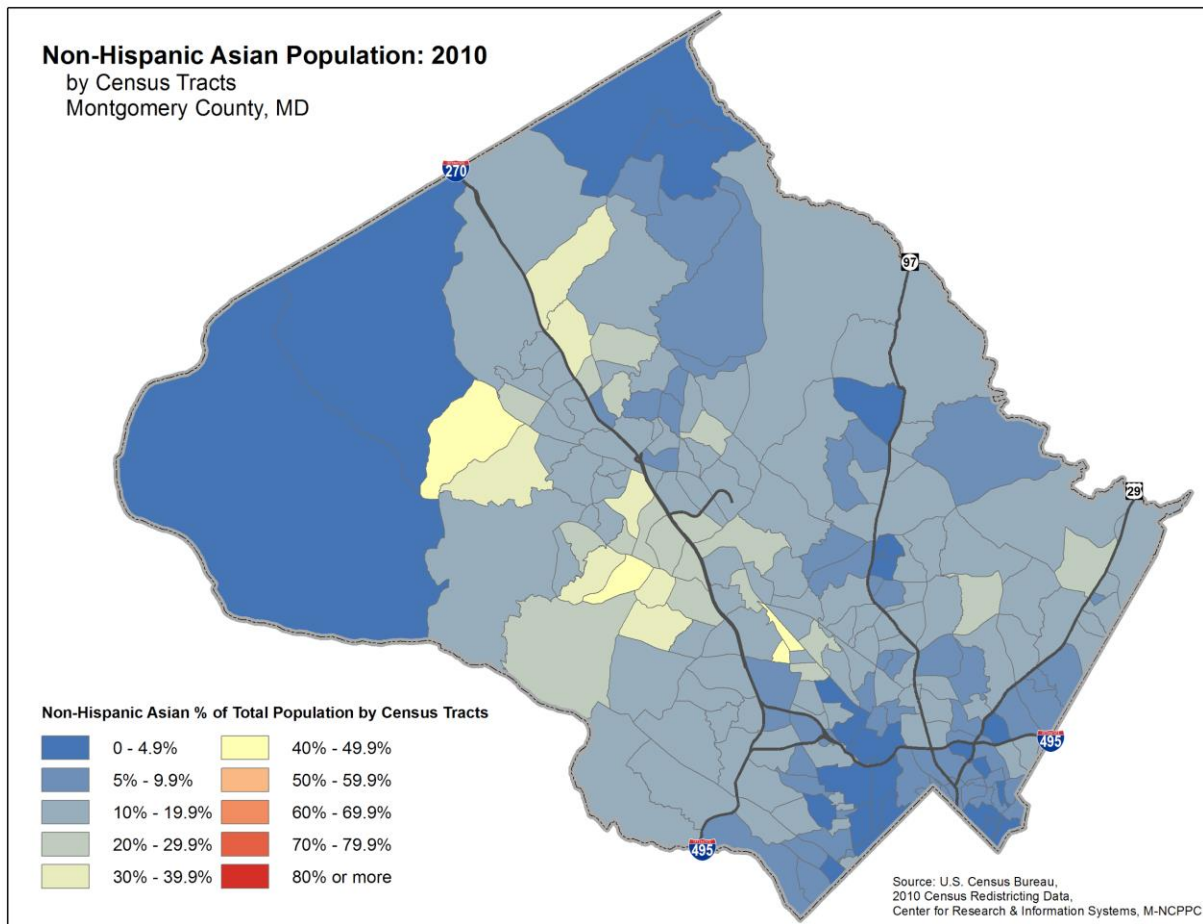 Non-Hispanic Asian Population: 2010
by Census Tracts
Montgomery County, MD
270
97
29
495
495
Non-Hispanic Asian % of Total Population by Census Tracts
0 - 4.9%
5% - 9.9%
10% - 19.9%
20% - 29.9%
30% - 39.9%
40% - 49.9%
50% - 59.9%
60% - 69.9%
70% - 79.9%
80% or more
Source: U.S. Census Bureau,
2010 Census Redistricting Data,
Center for Research & Information Systems, M-NCPPC